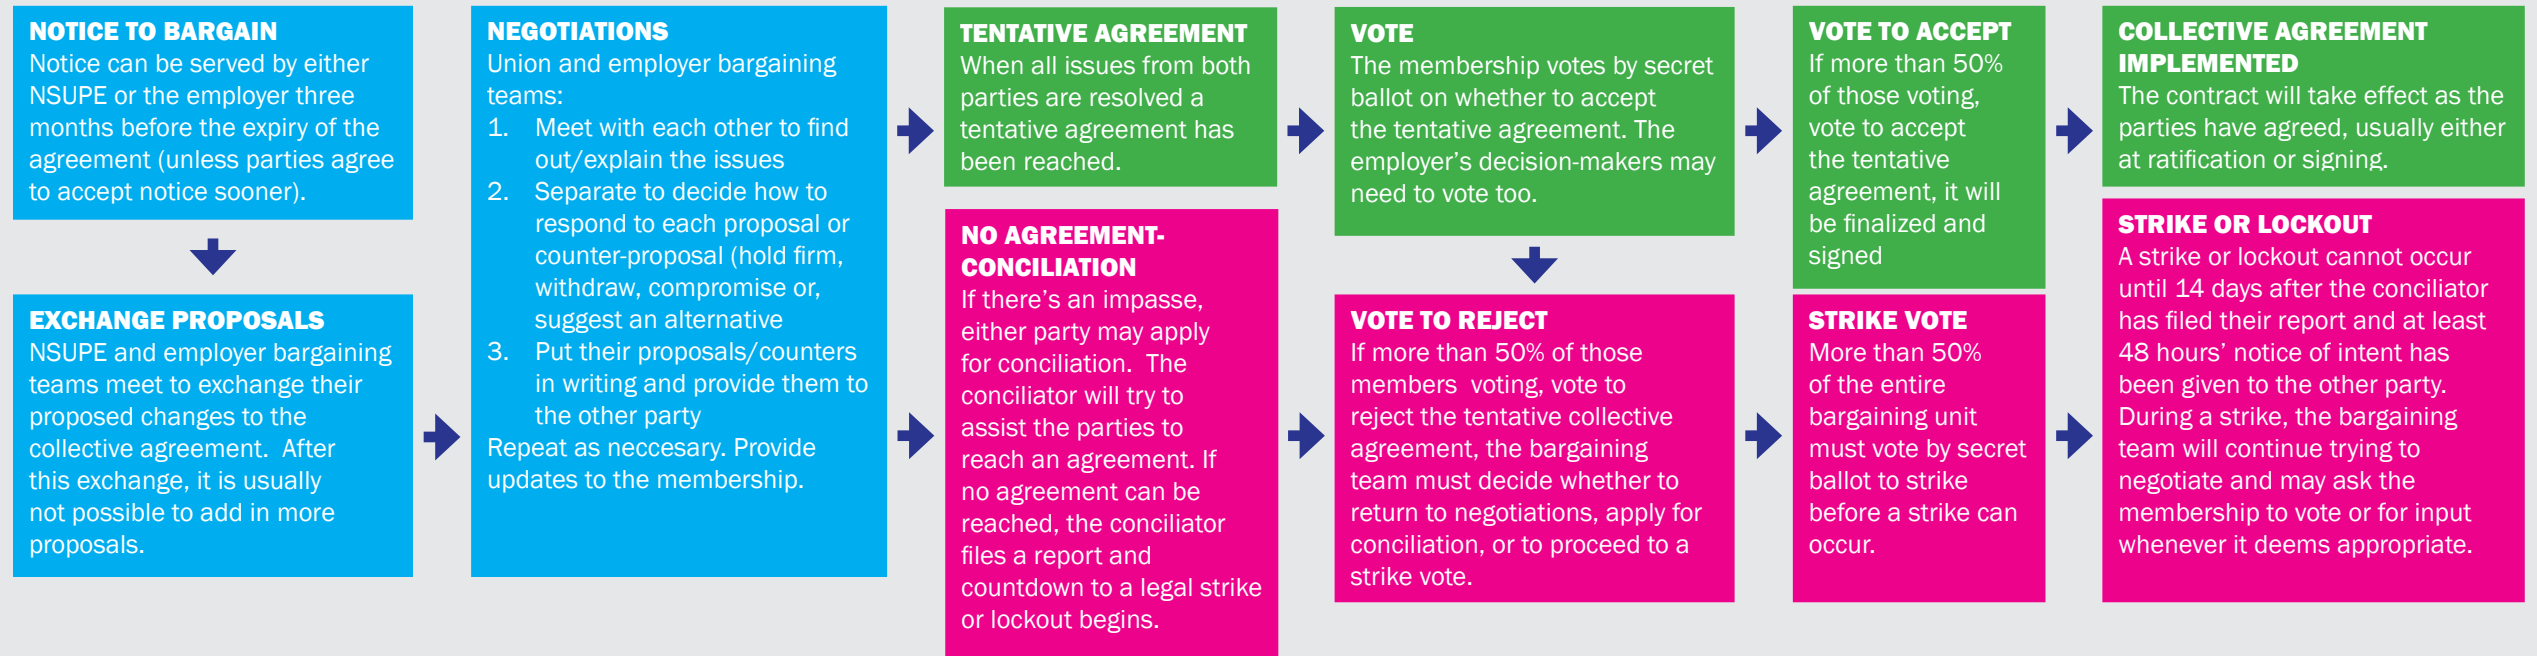 NOTICE TO BARGAIN
Notice can be served by either
NSUPE or the employer three
months before the expiry of the
agreement (unless parties agree
to accept notice sooner).
EXCHANGE PROPOSALS
NSUPE and employer bargaining
teams meet to exchange their
proposed changes to the
collective agreement.  After
this exchange, it is usually
not possible to add in more
proposals.
NEGOTIATIONS
Union and employer bargaining
teams:
1. Meet with each other to find
out/explain the issues
2. Separate to decide how to
respond to each proposal or
counter-proposal (hold firm,
withdraw, compromise or,
suggest an alternative
3. Put their proposals/counters
in writing and provide them to
the other party
Repeat as neccesary. Provide
updates to the membership.
TENTATIVE AGREEMENT
When all issues from both
parties are resolved a
tentative agreement has
been reached.
NO AGREEMENT-
CONCILIATION
If there's an impasse,
either party may apply
for conciliation.  The
conciliator will try to
assist the parties to
reach an agreement. If
no agreement can be
reached, the conciliator
files a report and
countdown to a legal strike
or lockout begins.
VOTE
The membership votes by secret
ballot on whether to accept
the tentative agreement. The
employer's decision-makers may
need to vote too.
VOTE TO REJECT
If more than 50% of those
members  voting, vote to
reject the tentative collective
agreement, the bargaining
team must decide whether to
return to negotiations, apply for
conciliation, or to proceed to a
strike vote.
VOTE TO ACCEPT
If more than 50%
of those voting,
vote to accept
the tentative
agreement, it will
be finalized and
signed
STRIKE VOTE
More than 50%
of the entire
bargaining unit
must vote by secret
ballot to strike
before a strike can
occur.
COLLECTIVE AGREEMENT
IMPLEMENTED
The contract will take effect as the
parties have agreed, usually either
at ratification or signing.
STRIKE OR LOCKOUT
A strike or lockout cannot occur
until 14 days after the conciliator
has filed their report and at least
48 hours' notice of intent has
been given to the other party.
During a strike, the bargaining
team will continue trying to
negotiate and may ask the
membership to vote or for input
whenever it deems appropriate.